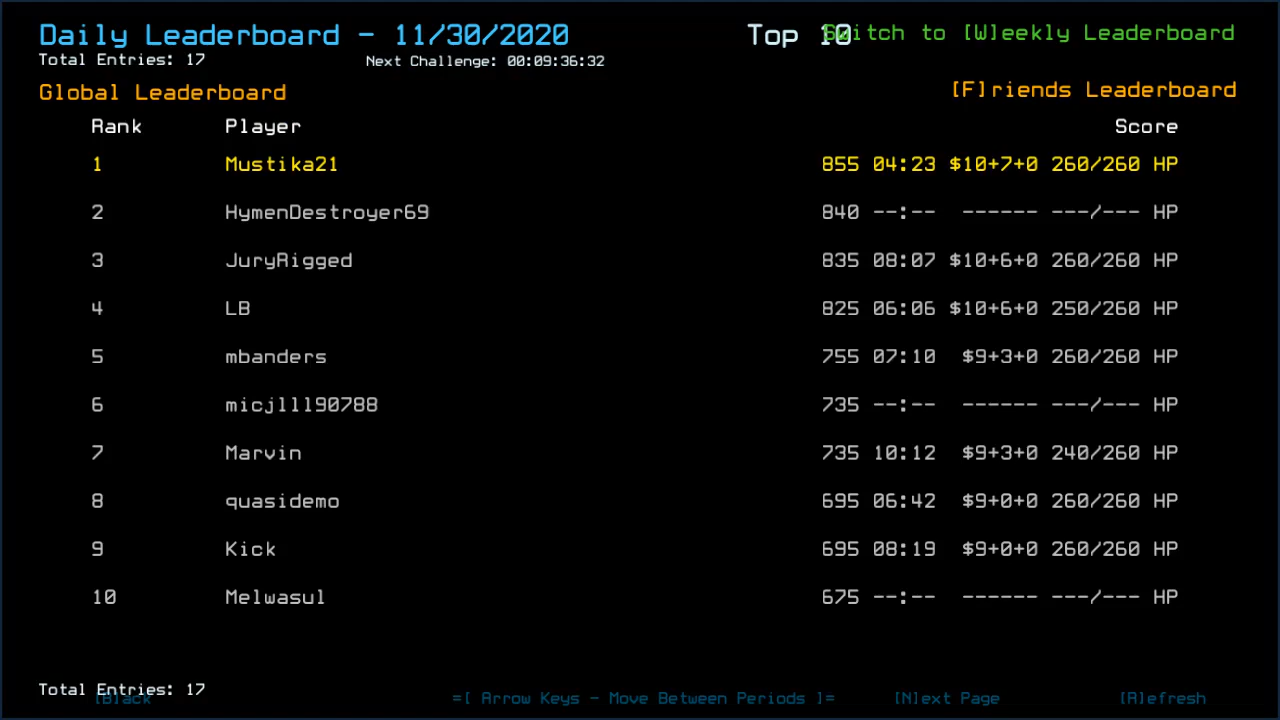 Daily Leaderboard - 11/30/2020 Top 10 Switch to [W]eekly Leaderboard
Total Entries: 17 Next Challenge: 00:09:36:32
Global Leaderboard [F]riends Leaderboard
Rank Player Score
1 Mustika21 855 04:23 $10+7+0 260/260 HP
2 HymenDestroyer69 840 --:-- ------ ---/--- HP
3 JuryRigged 835 08:07 $10+6+0 260/260 HP
4 LB 825 06:06 $10+6+0 250/260 HP
5 mbanders 755 07:10 $9+3+0 260/260 HP
6 micjlll90788 735 --:-- ------ ---/--- HP
7 Marvin 735 10:12 $9+3+0 240/260 HP
8 quasidemo 695 06:42 $9+0+0 260/260 HP
9 Kick 695 08:19 $9+0+0 260/260 HP
10 Melwasul 675 --:-- ------ ---/--- HP
Total Entries: 17
[B]ack =[ Arrow Keys - Move Between Periods ]= [N]ext Page [R]efresh